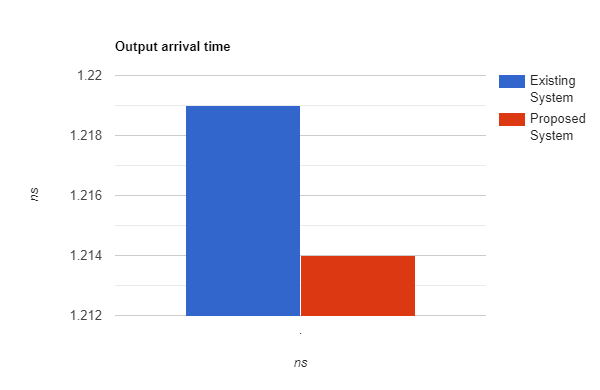 Output arrival time
1.22
1.218
1.216
1.214
1.212
ns
.
ns
Existing
System
Proposed
System